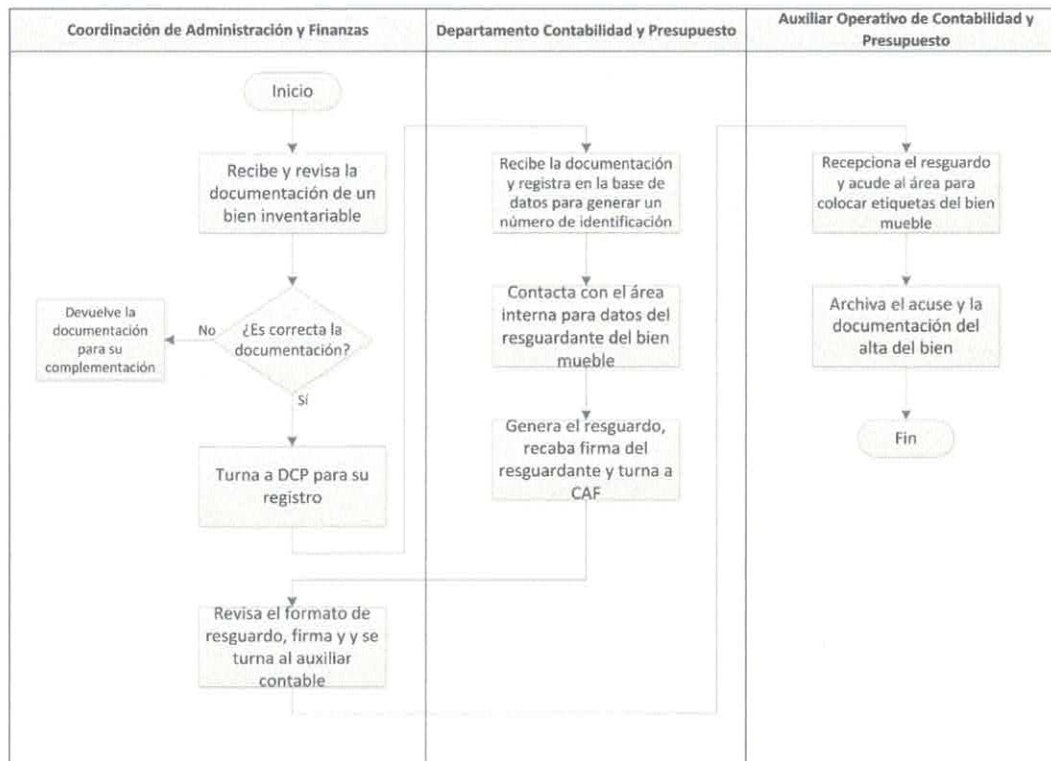 Coordinación de Administración y Finanzas
Departamento Contabilidad y Presupuesto
Auxiliar Operativo de Contabilidad y
Presupuesto
Inicio
Recibe y revisa la
documentación de un
bien inventariable
¿Es correcta la
documentación?
No
Devuelve la
documentación
para su
complementación
Sí
Turna a DCP para su
registro
Recibe la documentación
y registra en la base de
datos para generar un
número de identificación
Contacta con el área
interna para datos del
resguardante del bien
mueble
Genera el resguardo,
recaba firma del
resguardante y turna a
CAF
Revisa el formato de
resguardo, firma y y se
turna al auxiliar
contable
Recepciona el resguardo
y acude al área para
colocar etiquetas del bien
mueble
Archiva el acuse y la
documentación del
alta del bien
Fin